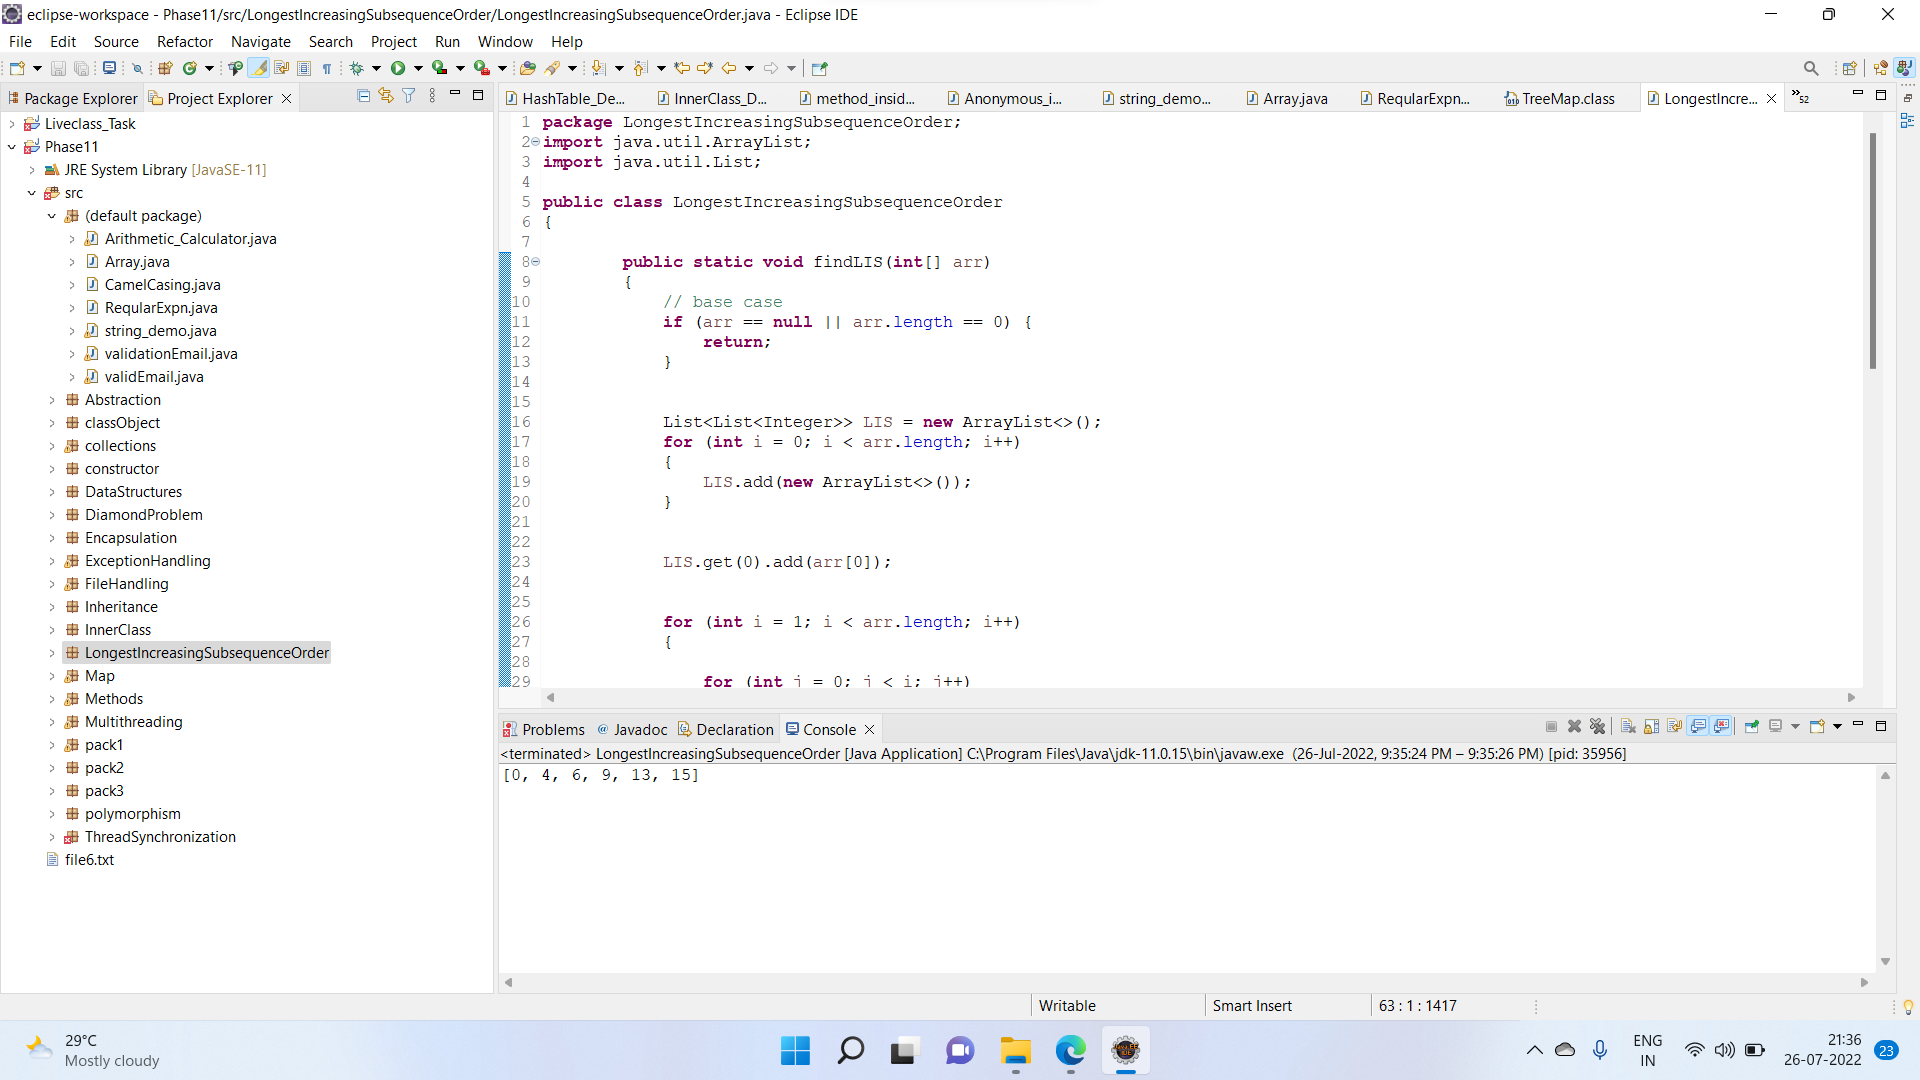 eclipse-workspace - Phase11/src/LongestIncreasingSubsequenceOrder/LongestIncreasingSubsequenceOrder.java - Eclipse IDE
File Edit Source Refactor Navigate Search Project Run Window Help
Package Explorer Project Explorer
HashTable_De... InnerClass_D... method_insid... Anonymous_i... string_demo... Array.java ReqularExpn... TreeMap.class LongestIncre... 52
Liveclass_Task
Phase11
JRE System Library [JavaSE-11]
src
(default package)
Arithmetic_Calculator.java
Array.java
CamelCasing.java
ReqularExpn.java
string_demo.java
validationEmail.java
validEmail.java
Abstraction
classObject
collections
constructor
DataStructures
DiamondProblem
Encapsulation
ExceptionHandling
FileHandling
Inheritance
InnerClass
LongestIncreasingSubsequenceOrder
Map
Methods
Multithreading
pack1
pack2
pack3
polymorphism
ThreadSynchronization
file6.txt
1 package LongestIncreasingSubsequenceOrder;
2 import java.util.ArrayList;
3 import java.util.List;
4
5 public class LongestIncreasingSubsequenceOrder
6 {
7
8 public static void findLIS(int[] arr)
9 {
10 // base case
11 if (arr == null || arr.length == 0) {
12 return;
13 }
14
15
16 List<List<Integer>> LIS = new ArrayList<>();
17 for (int i = 0; i < arr.length; i++)
18 {
19 LIS.add(new ArrayList<>());
20 }
21
22
23 LIS.get(0).add(arr[0]);
24
25
26 for (int i = 1; i < arr.length; i++)
27 {
28
29 for (int j = 0; j < i; j++)
Problems Javadoc Declaration Console
<terminated> LongestIncreasingSubsequenceOrder [Java Application] C:\Program Files\Java\jdk-11.0.15\bin\javaw.exe (26-Jul-2022, 9:35:24 PM – 9:35:26 PM) [pid: 35956]
[0, 4, 6, 9, 13, 15]
Writable Smart Insert 63 : 1 : 1417
29°C
Mostly cloudy
ENG
IN
21:36
26-07-2022
23